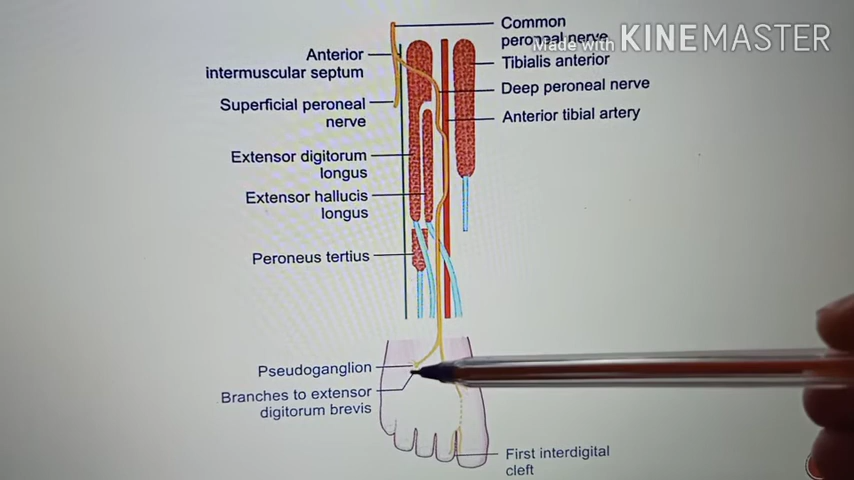 Common
peroneal nerve
Made with KINEMASTER
Anterior
intermuscular septum
Tibialis anterior
Deep peroneal nerve
Superficial peroneal
nerve
Anterior tibial artery
Extensor digitorum
longus
Extensor hallucis
longus
Peroneus tertius
Pseudoganglion
Branches to extensor
digitorum brevis
First interdigital
cleft